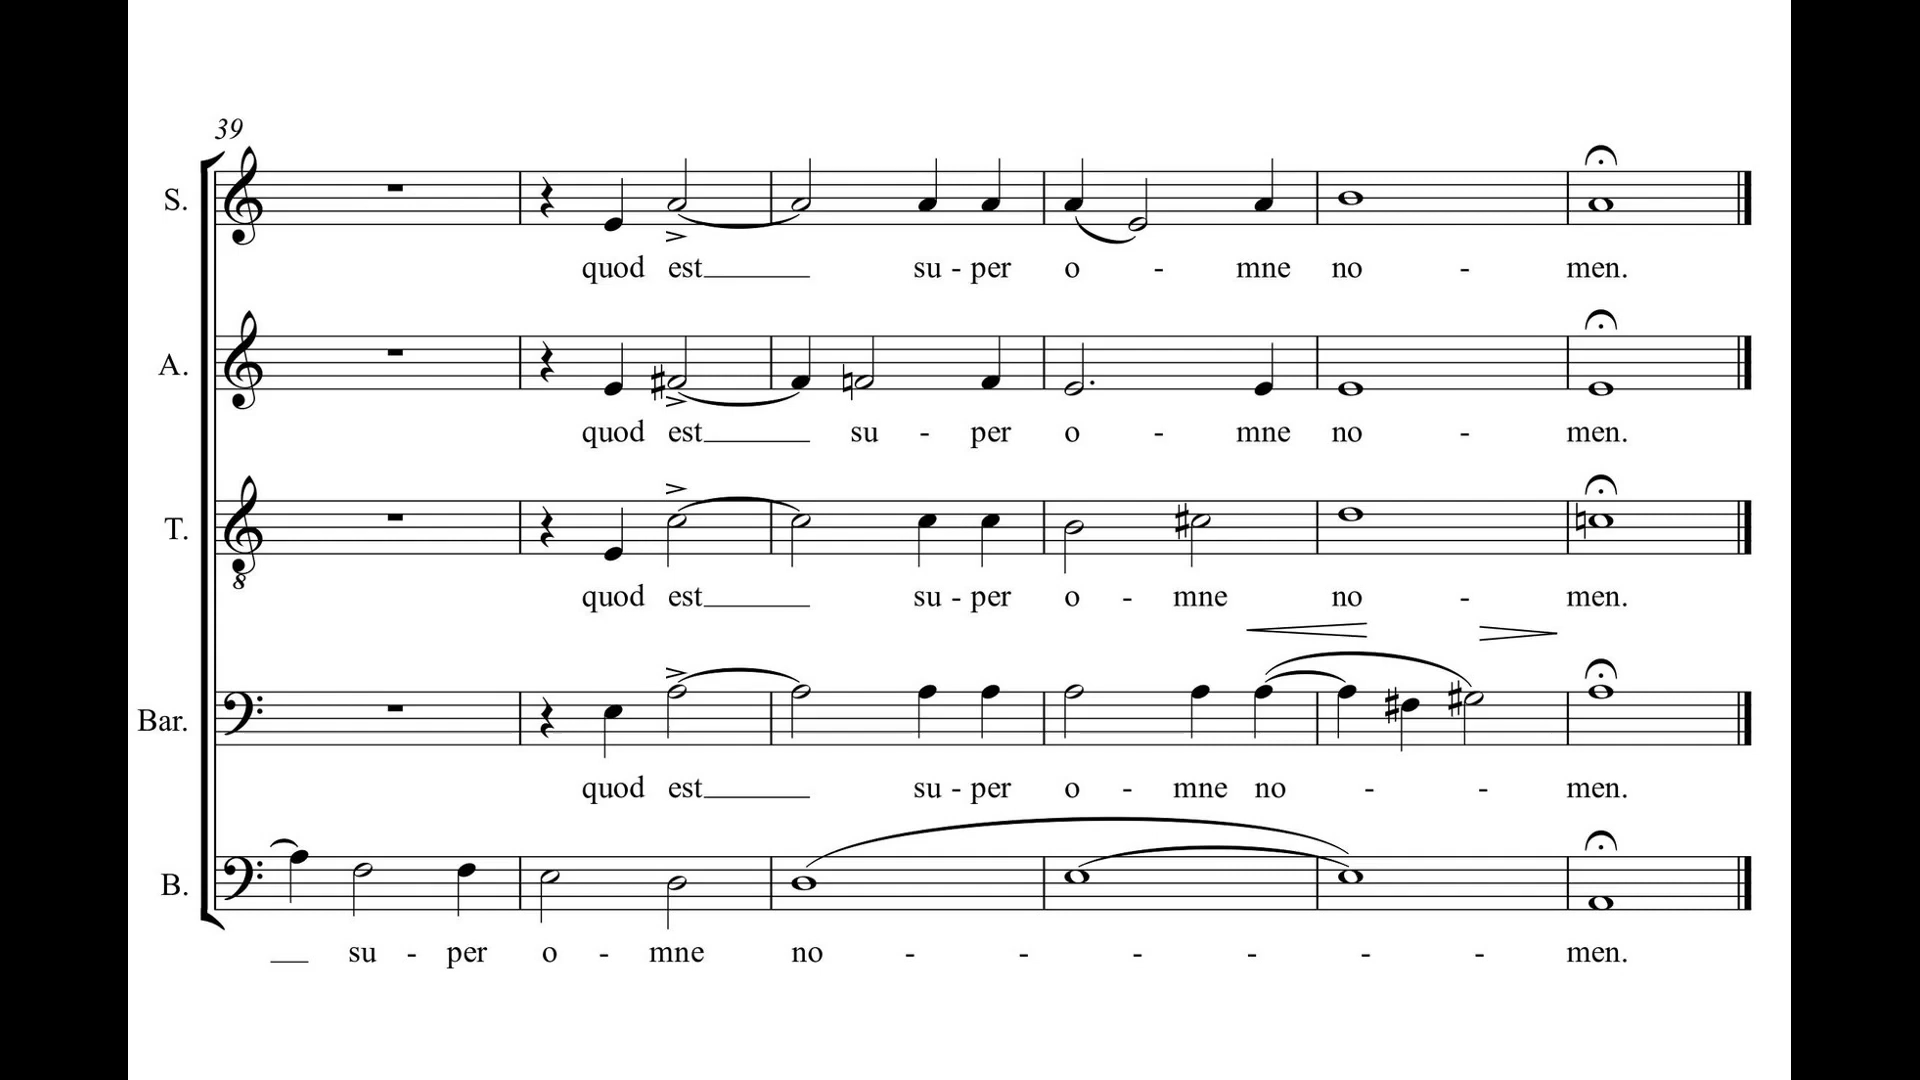 39
S.
quod est su - per o - mne no - men.
A.
quod est su - per o - mne no - men.
T.
8
quod est su - per o - mne no - men.
Bar.
quod est su - per o - mne no - - men.
B.
su - per o - mne no - - - - - - men.